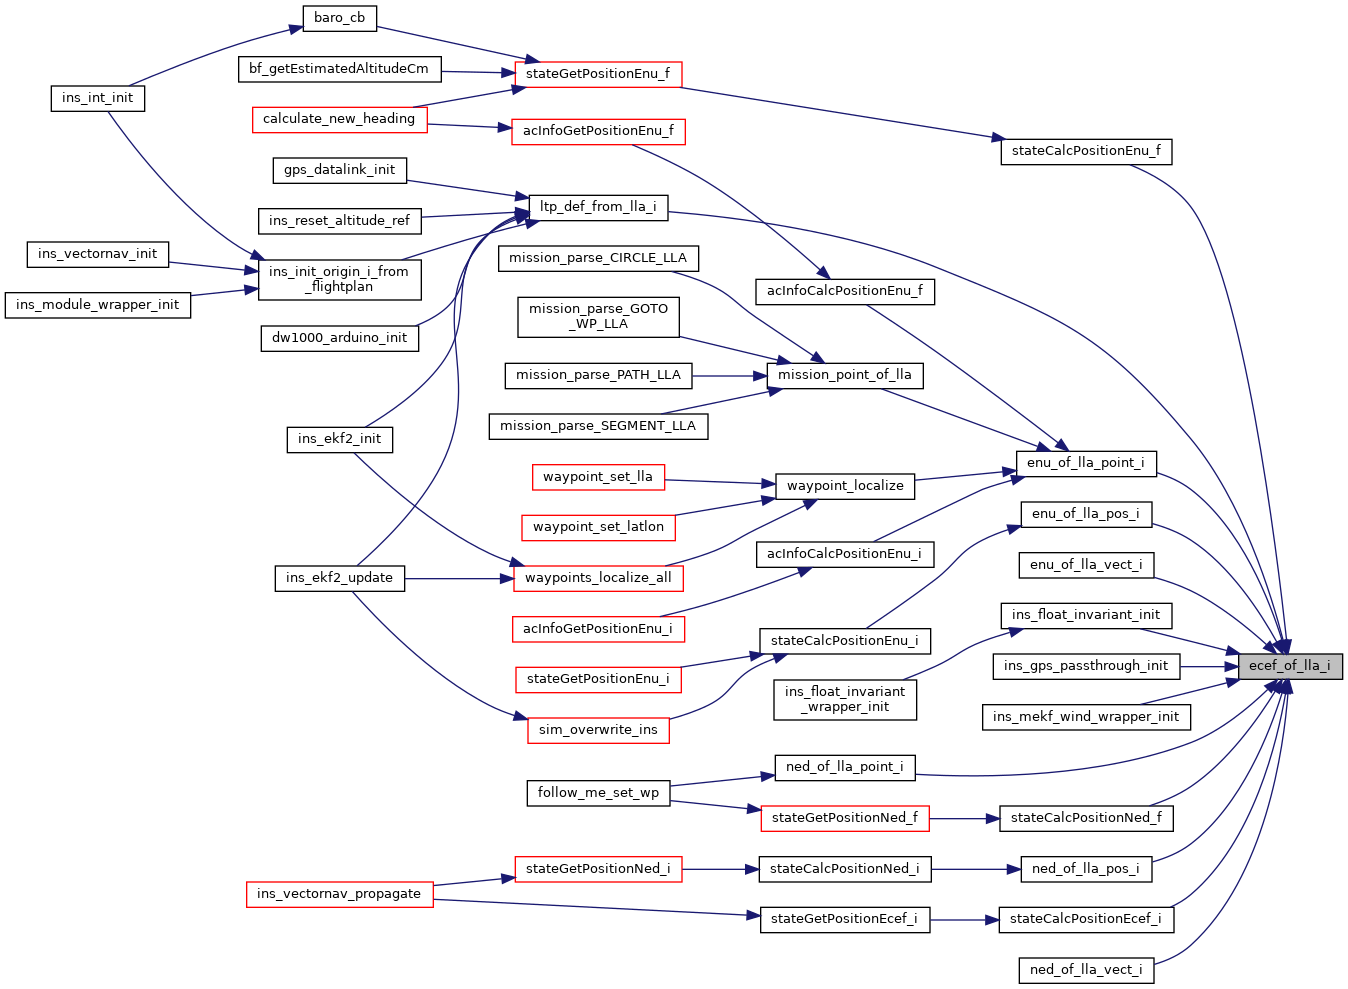 baro_cb
bf_getEstimatedAltitudeCm
stateGetPositionEnu_f
ins_int_init
calculate_new_heading
acInfoGetPositionEnu_f
stateCalcPositionEnu_f
gps_datalink_init
ltp_def_from_lla_i
ins_reset_altitude_ref
ins_vectornav_init
ins_init_origin_i_from
_flightplan
mission_parse_CIRCLE_LLA
acInfoCalcPositionEnu_f
ins_module_wrapper_init
mission_parse_GOTO
_WP_LLA
dw1000_arduino_init
mission_parse_PATH_LLA
mission_point_of_lla
mission_parse_SEGMENT_LLA
ins_ekf2_init
enu_of_lla_point_i
waypoint_set_lla
waypoint_localize
waypoint_set_latlon
enu_of_lla_pos_i
acInfoCalcPositionEnu_i
enu_of_lla_vect_i
ins_ekf2_update
waypoints_localize_all
ins_float_invariant_init
acInfoGetPositionEnu_i
stateCalcPositionEnu_i
ecef_of_lla_i
ins_gps_passthrough_init
stateGetPositionEnu_i
ins_float_invariant
_wrapper_init
ins_mekf_wind_wrapper_init
sim_overwrite_ins
ned_of_lla_point_i
follow_me_set_wp
stateGetPositionNed_f
stateCalcPositionNed_f
stateGetPositionNed_i
stateCalcPositionNed_i
ned_of_lla_pos_i
ins_vectornav_propagate
stateGetPositionEcef_i
stateCalcPositionEcef_i
ned_of_lla_vect_i